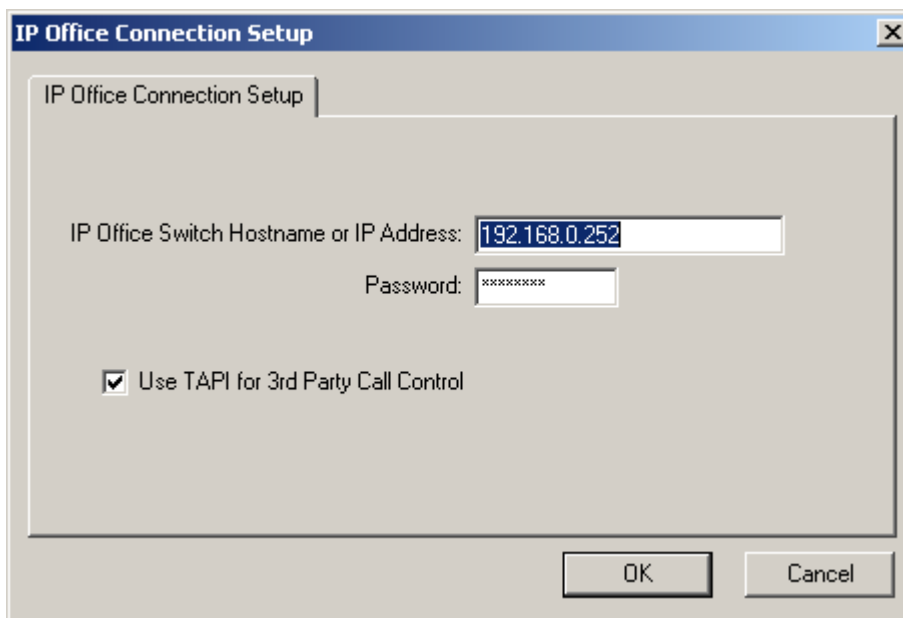 IP Office Connection Setup
IP Office Connection Setup
IP Office Switch Hostname or IP Address: 192.168.0.252
Password: ********
Use TAPI for 3rd Party Call Control
OK Cancel